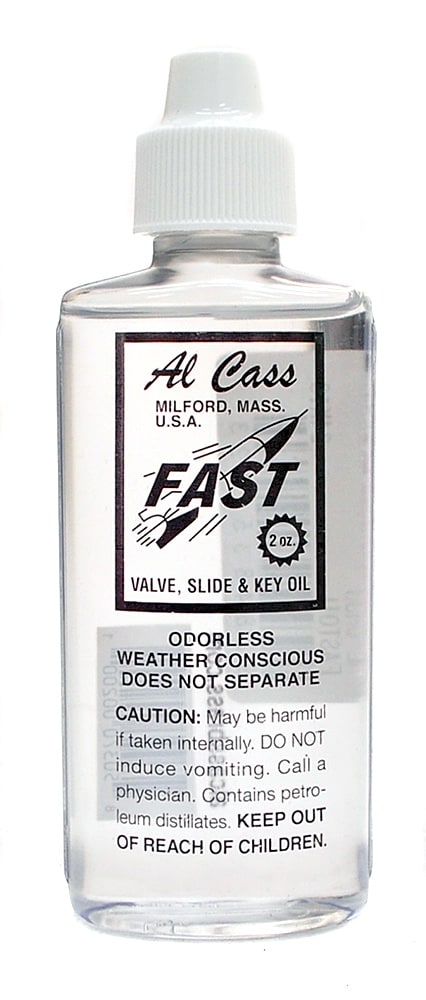 Al Cass
MILFORD, MASS.
U.S.A.
FAST
2 oz.
VALVE, SLIDE & KEY OIL
ODORLESS
WEATHER CONSCIOUS
DOES NOT SEPARATE
CAUTION: May be harmful
if taken internally. DO NOT
induce vomiting. Call a
physician. Contains petro-
leum distillates. KEEP OUT
OF REACH OF CHILDREN.